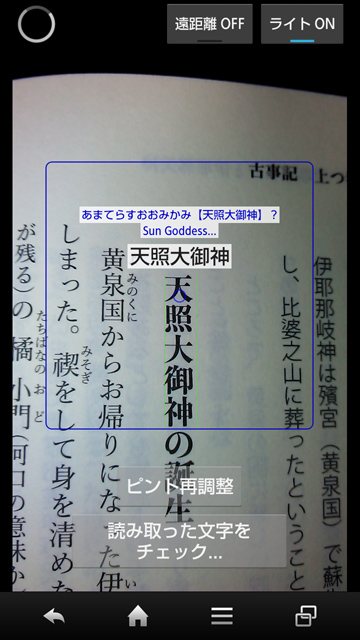 遠距離 OFF
ライト ON
古事記 上つ
あまてらすおおみかみ【天照大御神】?
Sun Goddess...
天照大御神
伊耶那岐神は殯宮(黄泉国)で蘇
し、比婆之山に葬ったということ
天照大御神の誕生
みのくに い
黄泉国からお帰りになった伊
みそぎ
しまった。禊をして身を清めた
たちばなの お ど
が残る)の橘小門(河口の意味か
ピント再調整
読み取った文字を
チェック...